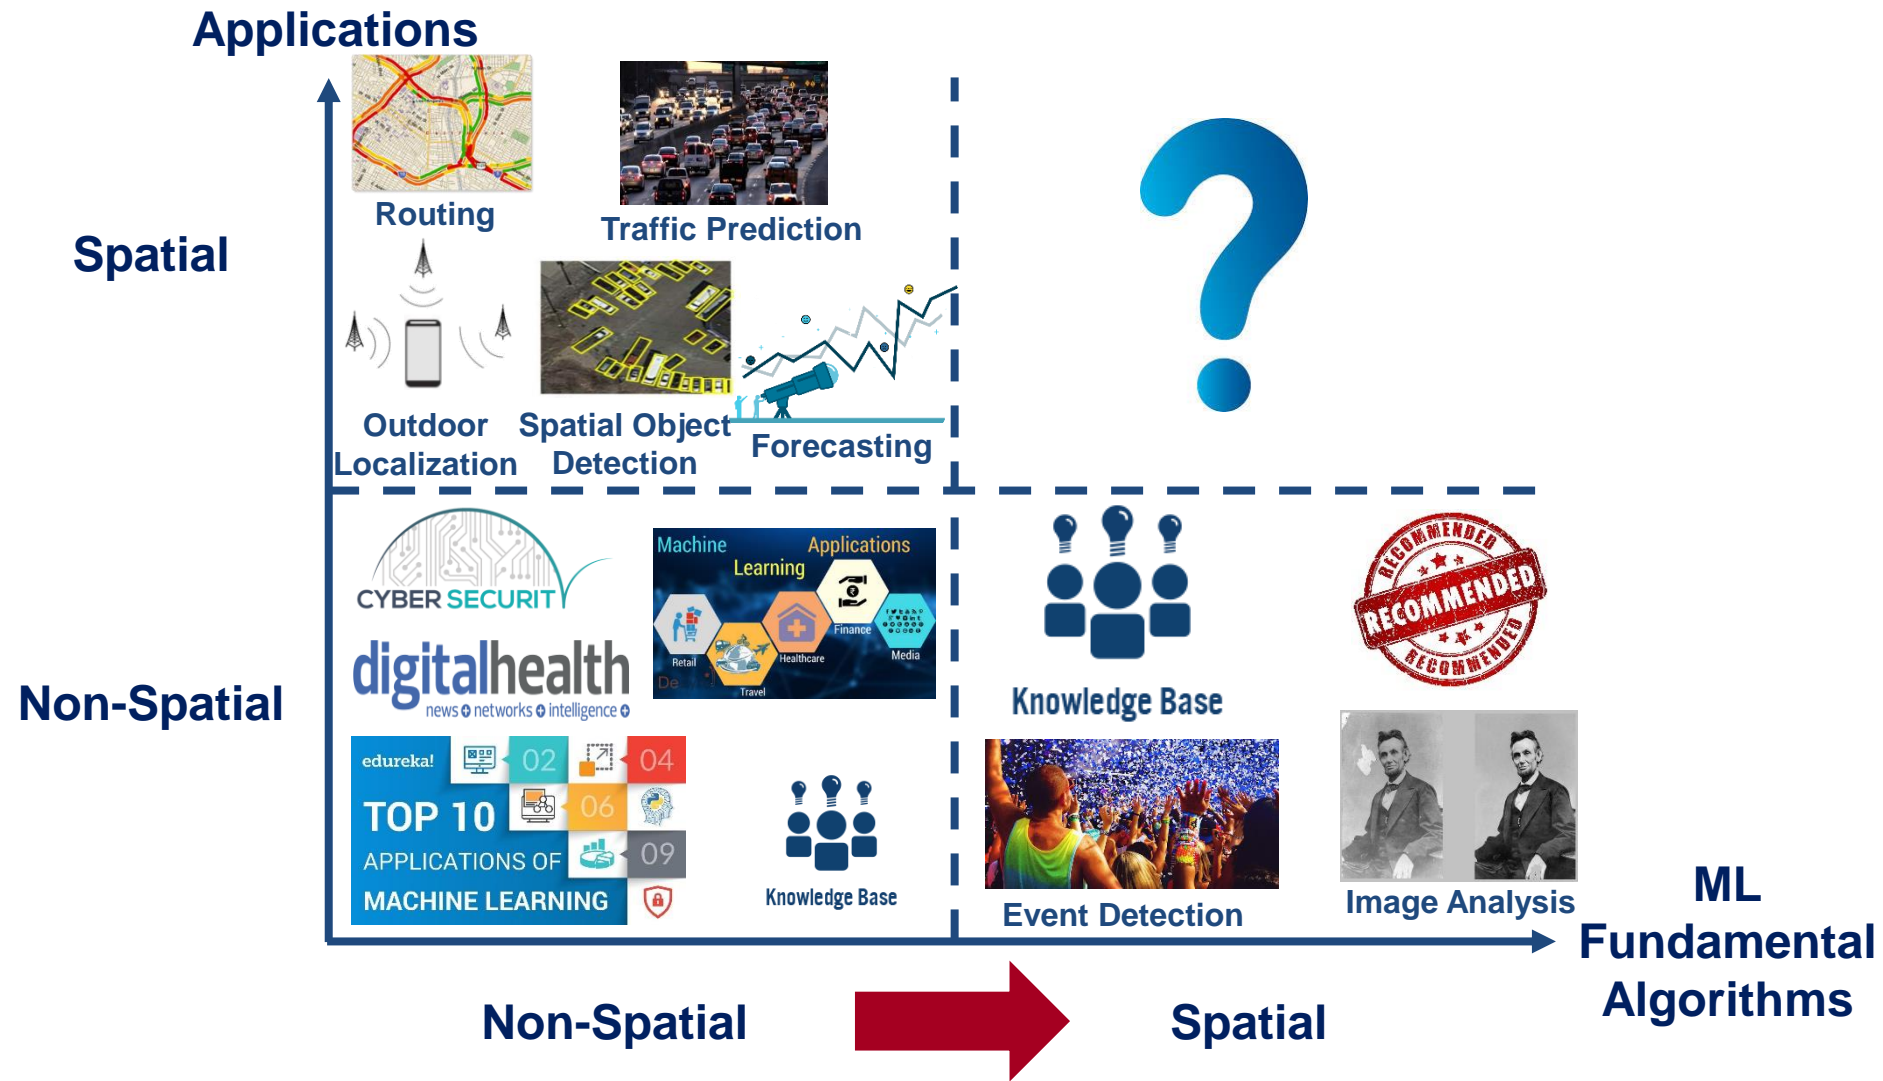 Applications
Spatial
Routing
Traffic Prediction
Outdoor
Localization
Spatial Object
Detection
Forecasting
Non-Spatial
CYBER SECURIT
digitalhealth
news networks intelligence
Machine
Learning
Applications
Retail
Travel
Healthcare
Finance
Media
De
edureka!
02
04
06
09
TOP 10
APPLICATIONS OF
MACHINE LEARNING
Knowledge Base
Knowledge Base
RECOMMENDED
RECOMMENDED
RECOMMENDED
Event Detection
Image Analysis
ML
Fundamental
Algorithms
Non-Spatial
Spatial